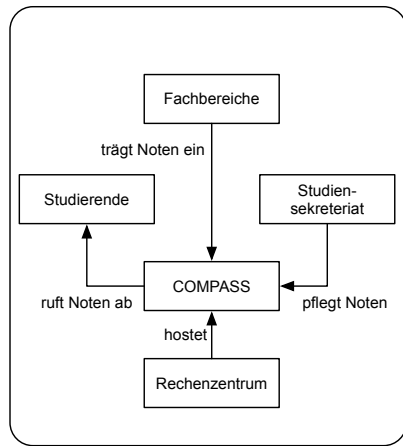 Fachbereiche
trägt Noten ein
Studierende
Studien-
sekreteriat
COMPASS
ruft Noten ab
pflegt Noten
hostet
Rechenzentrum